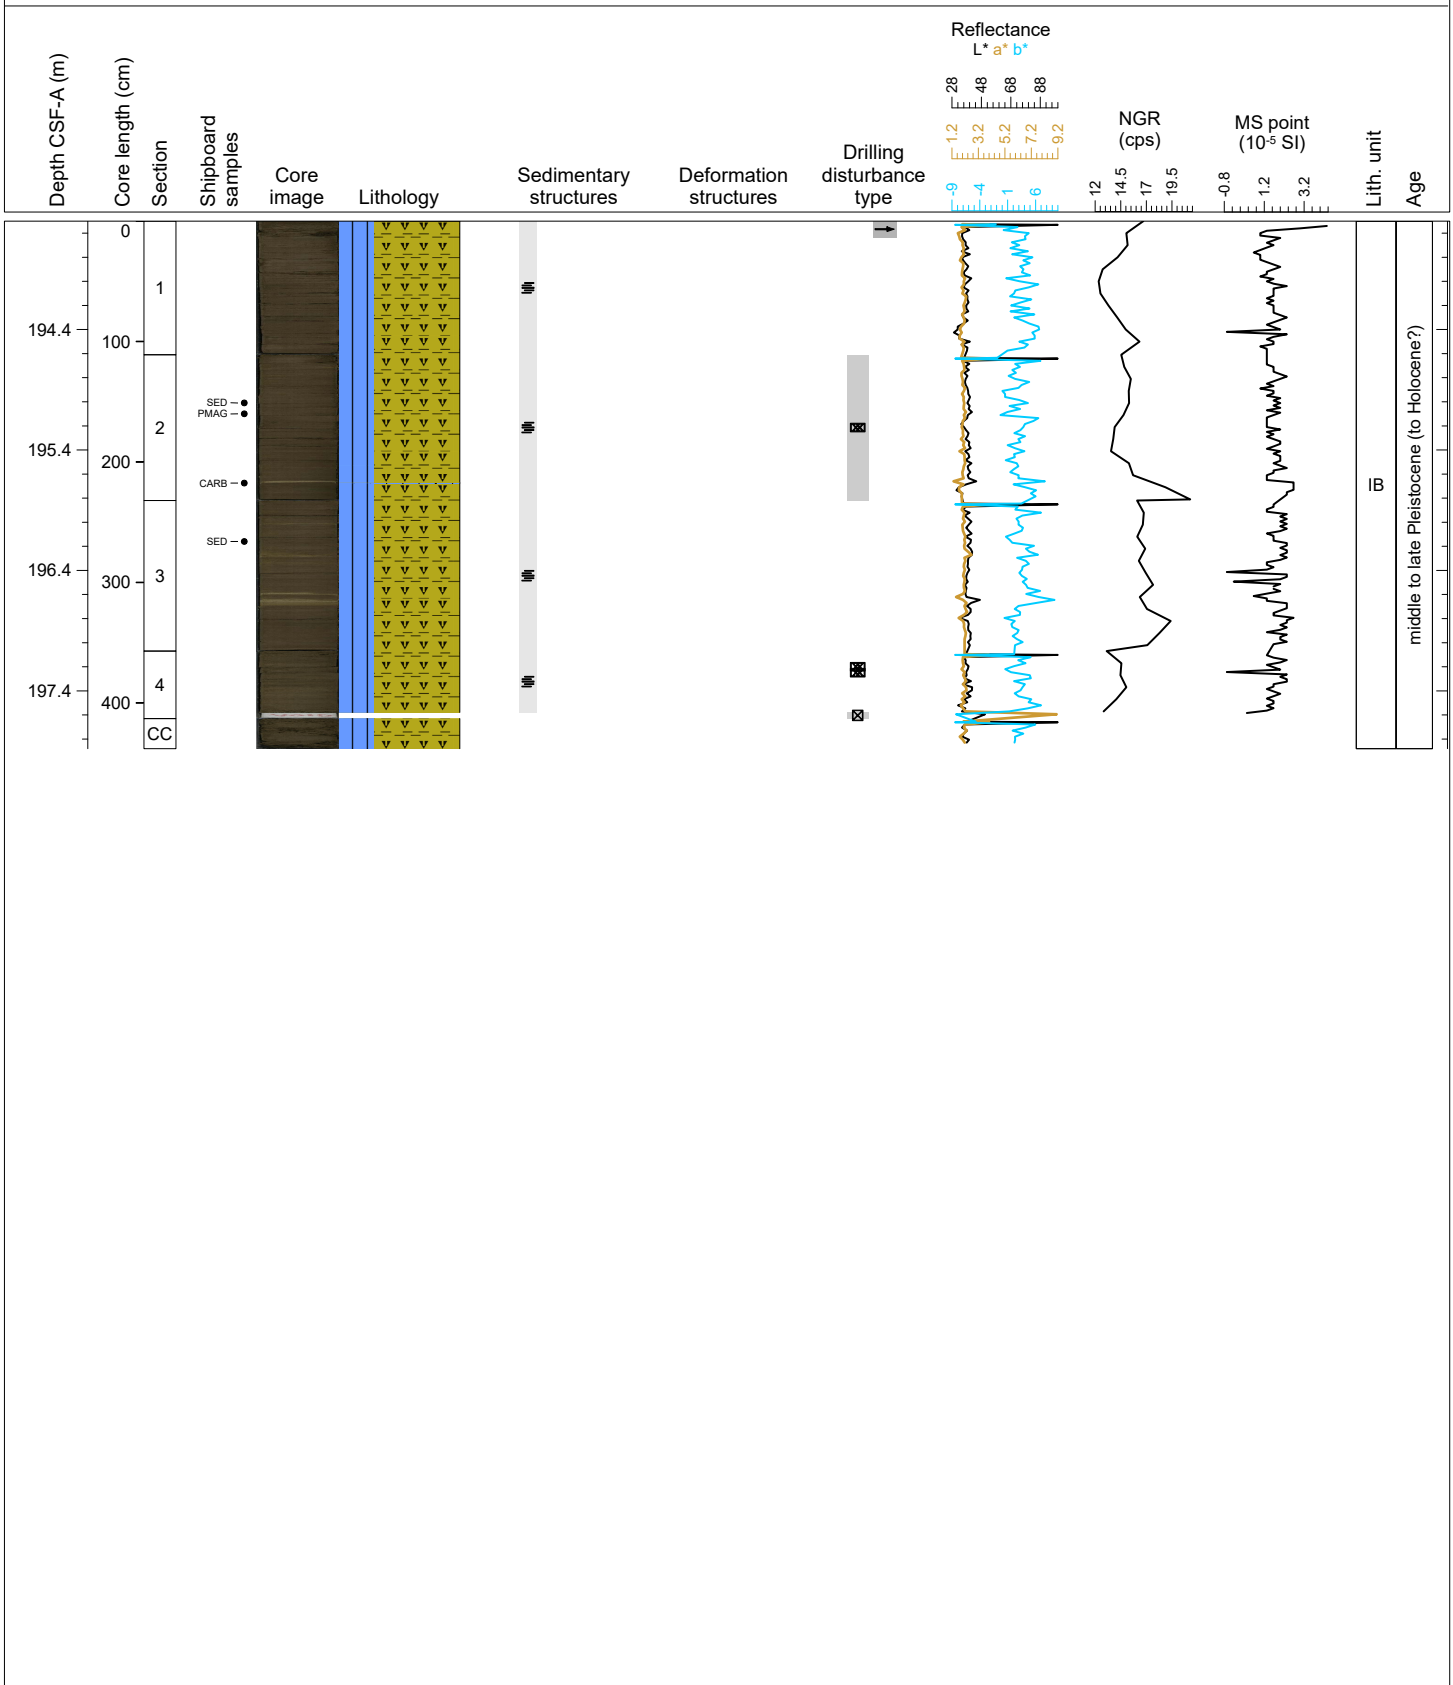 Reflectance
L* a* b*
Depth CSF-A (m)
Core length (cm)
Section
Shipboard
samples
Core
image
Lithology
Sedimentary
structures
Deformation
structures
Drilling
disturbance
type
28 48 68 88
1.2 3.2 5.2 7.2 9.2
-9 -4 1 6
NGR
(cps)
12 14.5 17 19.5
MS point
(10-5 SI)
-0.8 1.2 3.2
Lith. unit
Age
0
1
194.4
100
SED
PMAG
2
195.4
200
CARB
IB
SED
196.4
300
3
4
197.4
400
CC
middle to late Pleistocene (to Holocene?)